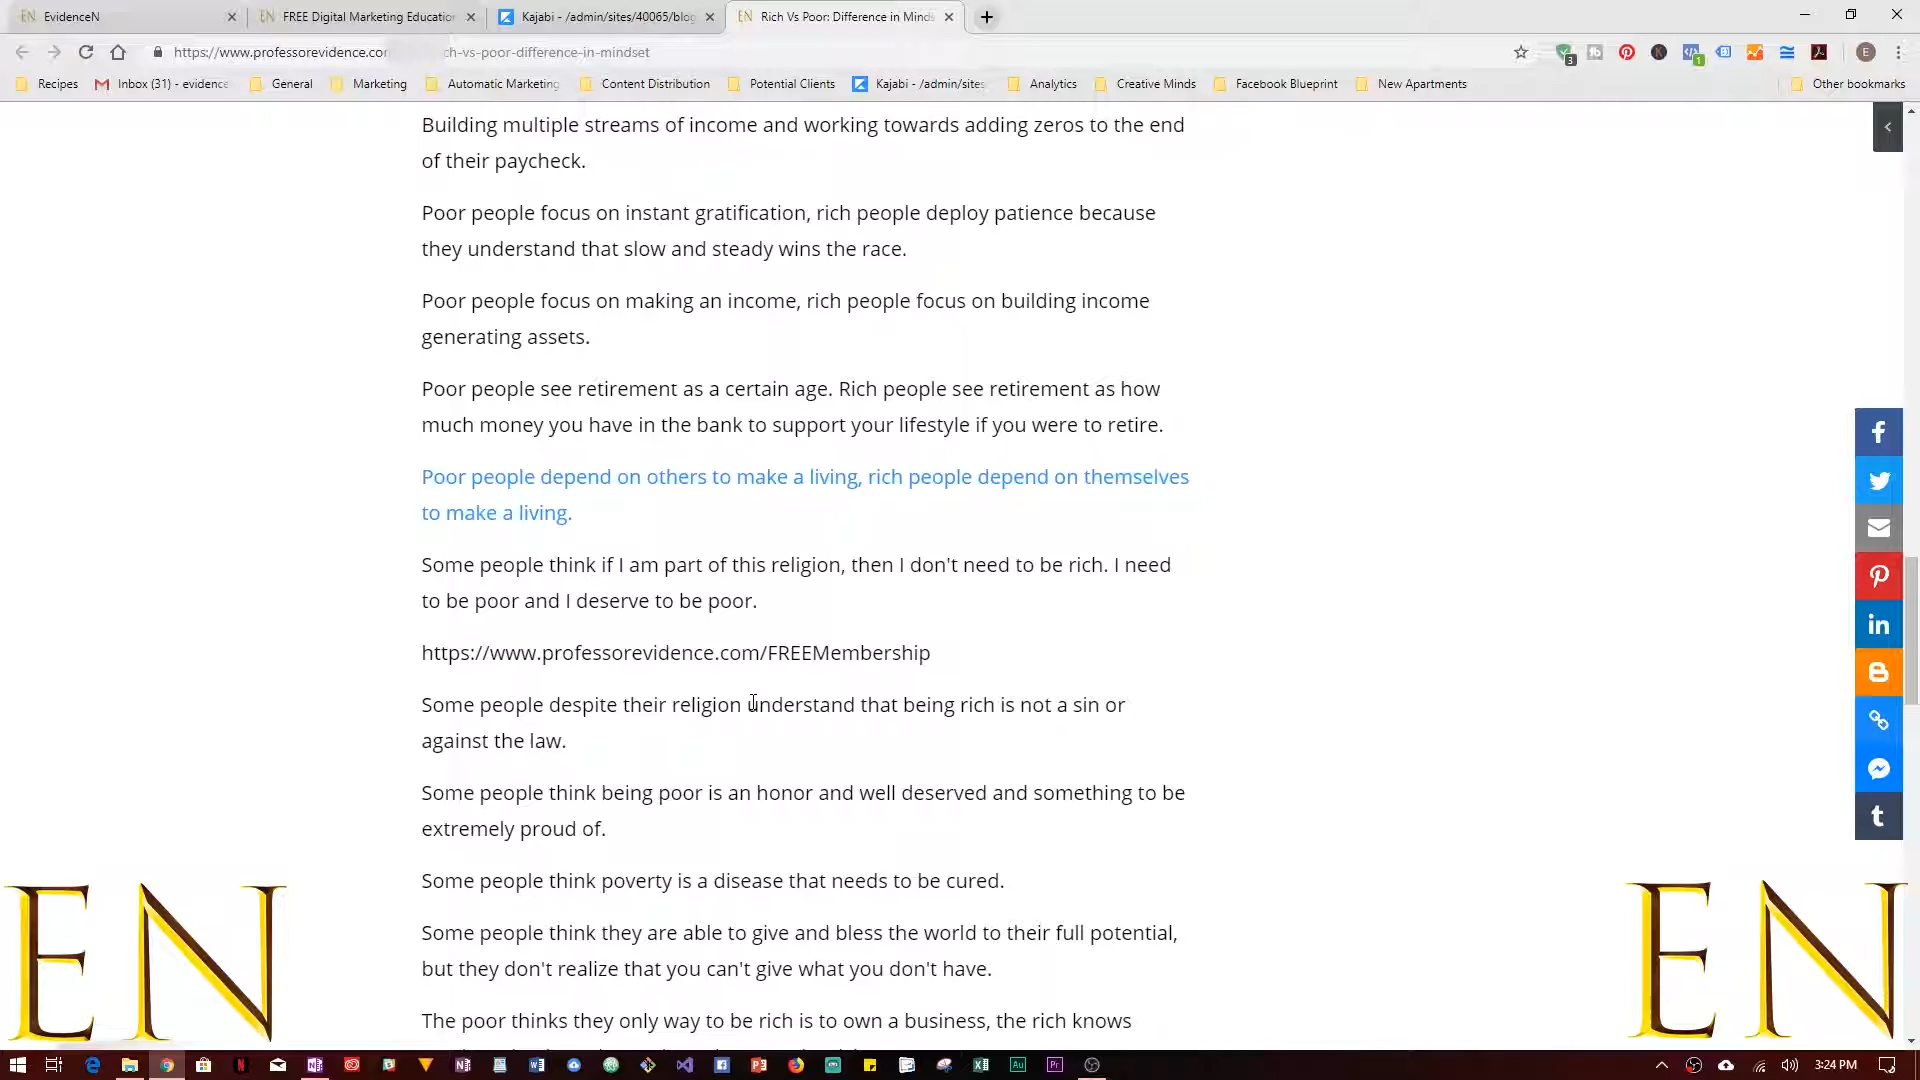 EvidenceN
FREE Digital Marketing Educatio
Kajabi - /admin/sites/40065/blog
Rich Vs Poor: Difference in Minds
https://www.professorevidence.co ch-vs-poor-difference-in-mindset
Recipes Inbox (31) - evidence General Marketing Automatic Marketing Content Distribution Potential Clients Kajabi - /admin/sites Analytics Creative Minds Facebook Blueprint New Apartments Other bookmarks
Building multiple streams of income and working towards adding zeros to the end
of their paycheck.
Poor people focus on instant gratification, rich people deploy patience because
they understand that slow and steady wins the race.
Poor people focus on making an income, rich people focus on building income
generating assets.
Poor people see retirement as a certain age. Rich people see retirement as how
much money you have in the bank to support your lifestyle if you were to retire.
Poor people depend on others to make a living, rich people depend on themselves
to make a living.
Some people think if I am part of this religion, then I don't need to be rich. I need
to be poor and I deserve to be poor.
https://www.professorevidence.com/FREEMembership
Some people despite their religion understand that being rich is not a sin or
against the law.
Some people think being poor is an honor and well deserved and something to be
extremely proud of.
Some people think poverty is a disease that needs to be cured.
Some people think they are able to give and bless the world to their full potential,
but they don't realize that you can't give what you don't have.
The poor thinks they only way to be rich is to own a business, the rich knows
EN EN
3:24 PM